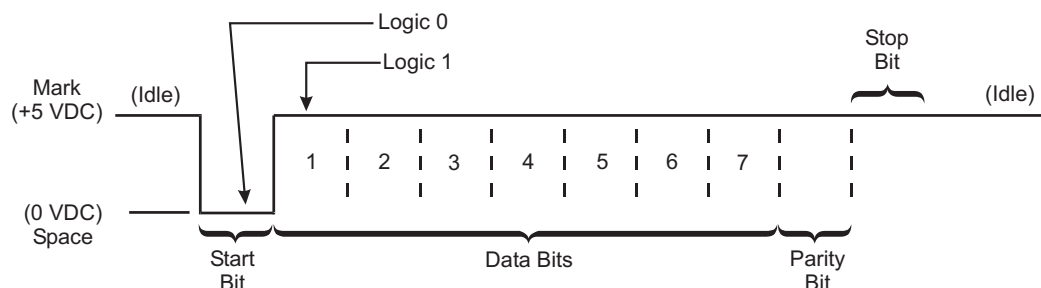 Logic 0
Logic 1
Stop
Bit
Mark
(+5 VDC)
(Idle)
(Idle)
1 2 3 4 5 6 7
(0 VDC)
Space
Start
Bit
Data Bits
Parity
Bit